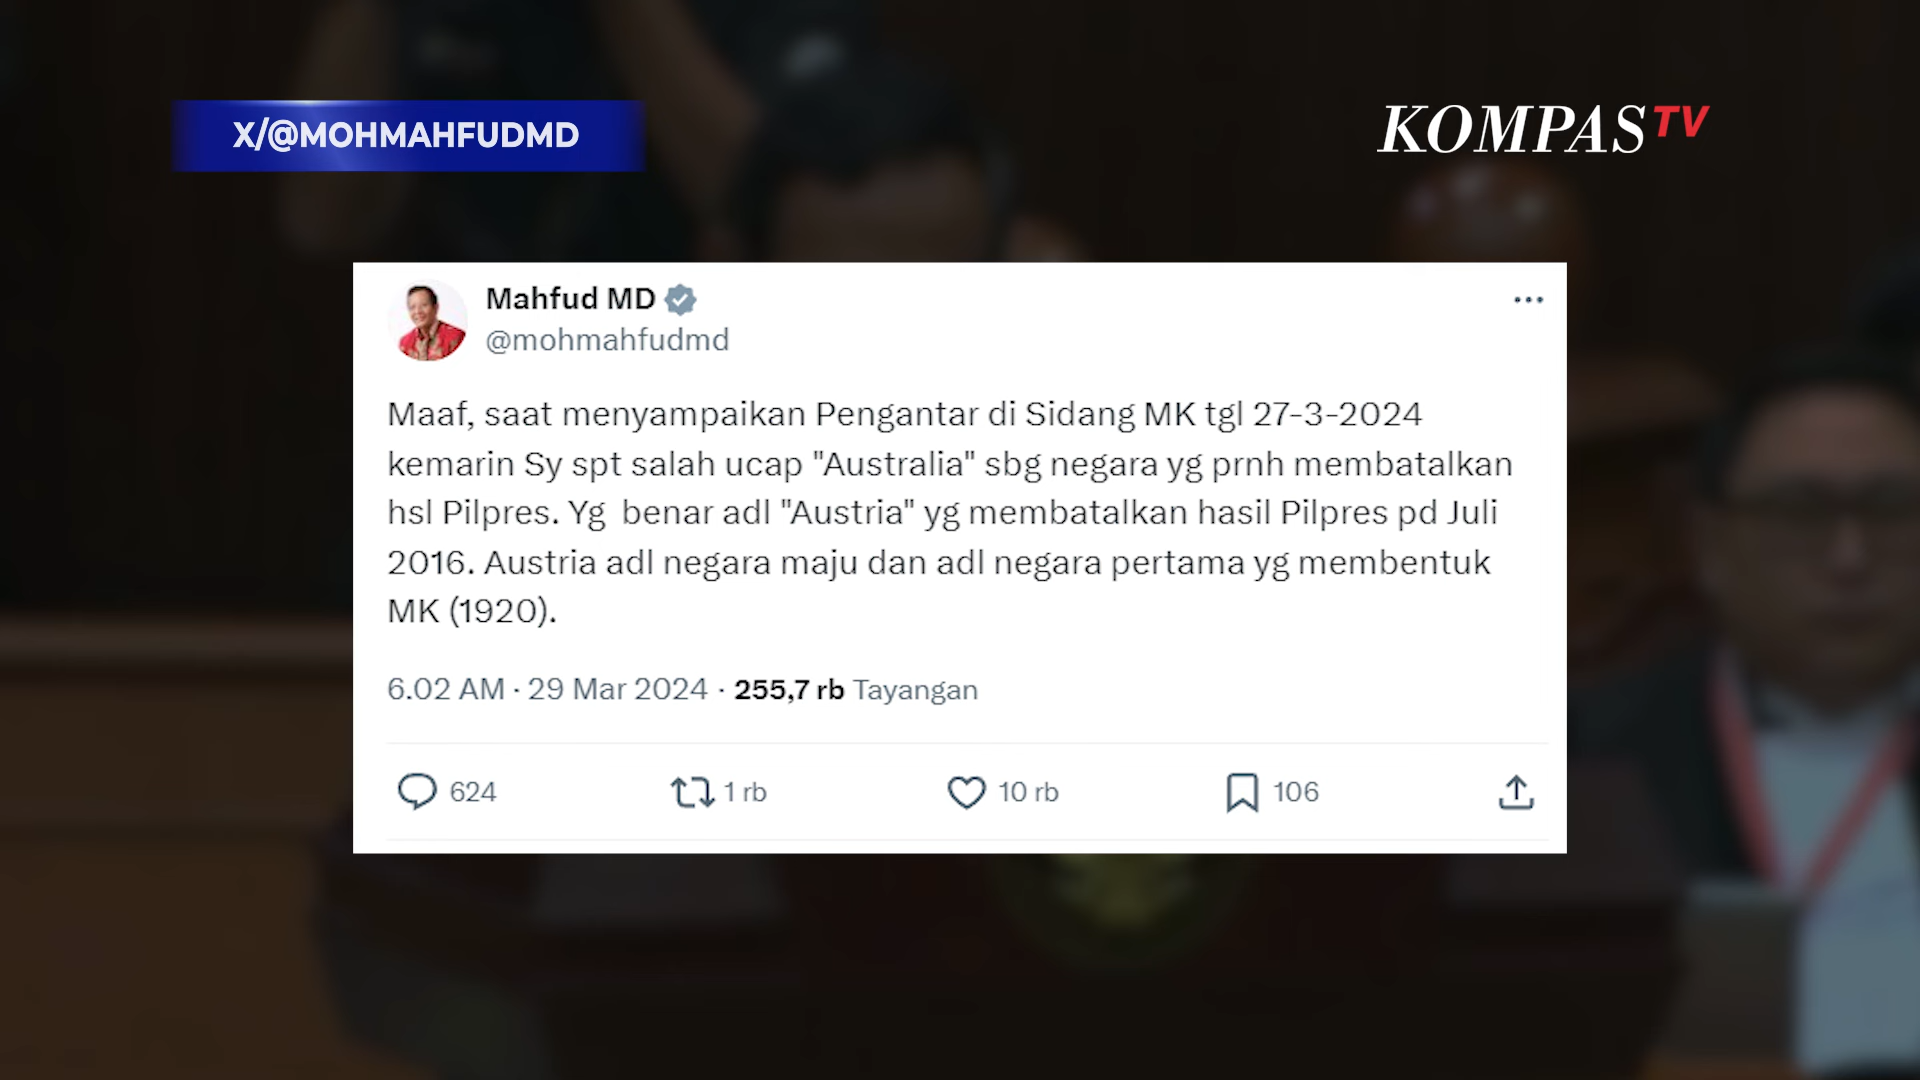 X/@MOHMAHFUDMD
KOMPASTV
Mahfud MD
@mohmahfudmd
Maaf, saat menyampaikan Pengantar di Sidang MK tgl 27-3-2024
kemarin Sy spt salah ucap "Australia" sbg negara yg prnh membatalkan
hsl Pilpres. Yg  benar adl "Austria" yg membatalkan hasil Pilpres pd Juli
2016. Austria adl negara maju dan adl negara pertama yg membentuk
MK (1920).
6.02 AM · 29 Mar 2024 · 255,7 rb Tayangan
624 1 rb 10 rb 106